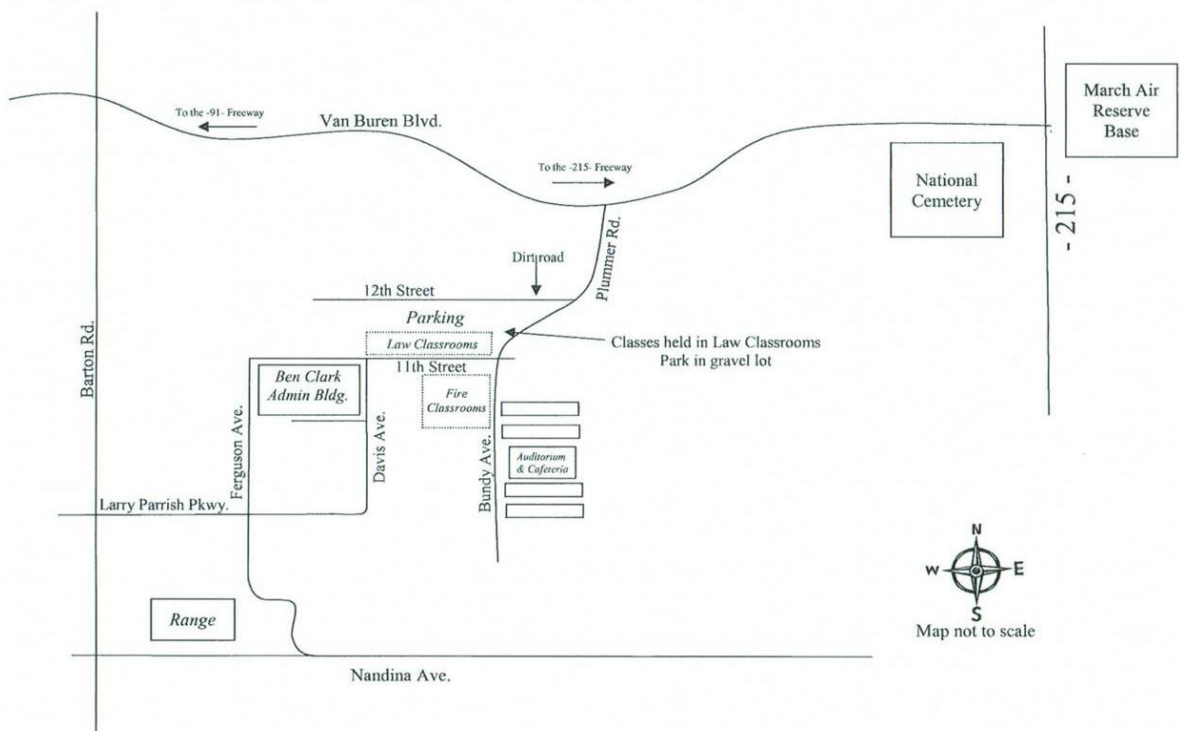 March Air
Reserve
Base
To the -91- Freeway
Van Buren Blvd.
To the -215- Freeway
National
Cemetery
- 215 -
Plummer Rd.
Dirt road
12th Street
Parking
Law Classrooms
Classes held in Law Classrooms
Park in gravel lot
11th Street
Barton Rd.
Ben Clark
Admin Bldg.
Fire
Classrooms
Ferguson Ave.
Davis Ave.
Bundy Ave.
Auditorium
& Cafeteria
Larry Parrish Pkwy.
N
W
E
S
Map not to scale
Range
Nandina Ave.